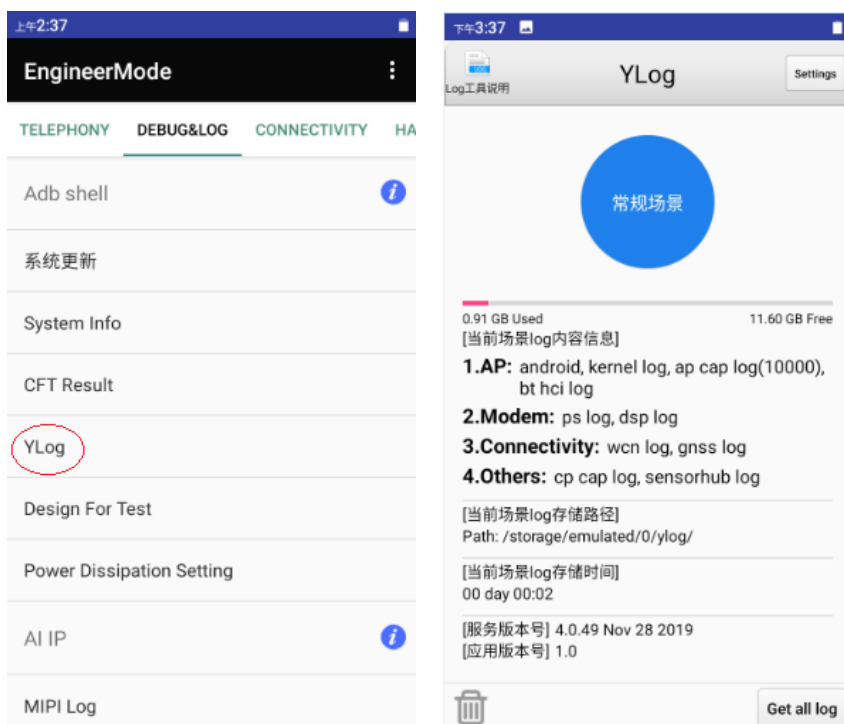 上午2:37
EngineerMode
TELEPHONY DEBUG&LOG CONNECTIVITY HA
Adb shell
系统更新
System Info
CFT Result
YLog
Design For Test
Power Dissipation Setting
AI IP
MIPI Log
下午3:37
Log工具说明
YLog
Settings
常规场景
0.91 GB Used 11.60 GB Free
[当前场景log内容信息]
1.AP: android, kernel log, ap cap log(10000),
bt hci log
2.Modem: ps log, dsp log
3.Connectivity: wcn log, gnss log
4.Others: cp cap log, sensorhub log
[当前场景log存储路径]
Path: /storage/emulated/0/ylog/
[当前场景log存储时间]
00 day 00:02
[服务版本号] 4.0.49 Nov 28 2019
[应用版本号] 1.0
Get all log